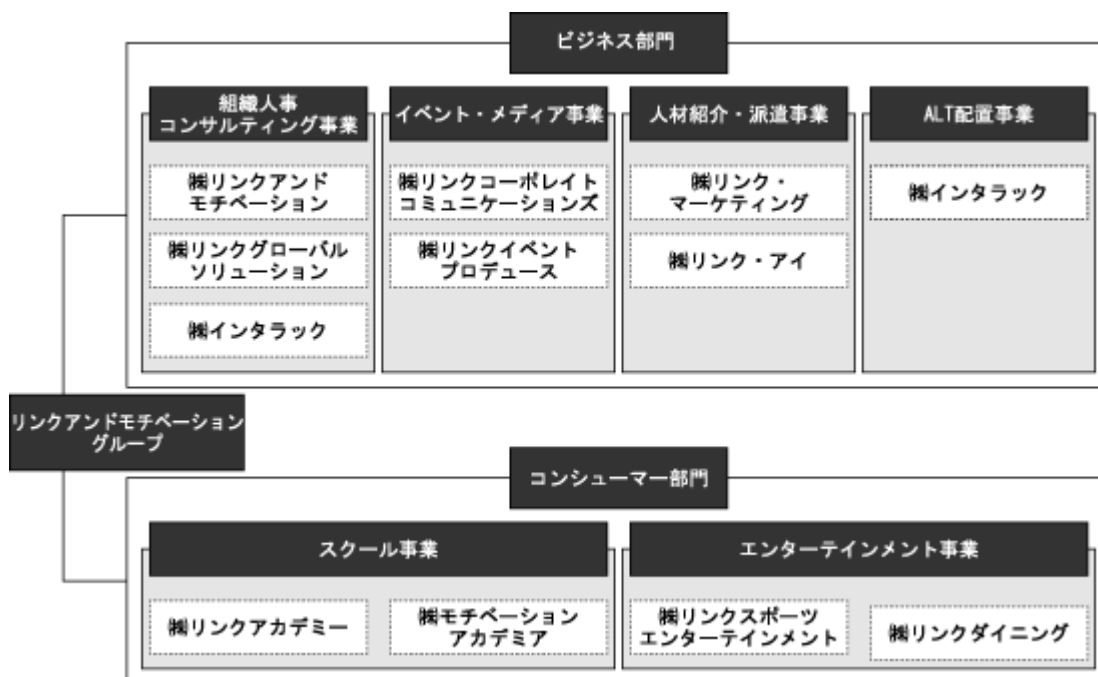 ビジネス部門
組織人事
コンサルティング事業
イベント・メディア事業
人材紹介・派遣事業
ALT配置事業
㈱リンクアンド
モチベーション
㈱リンクグローバル
ソリューション
㈱インタラック
㈱リンクコーポレイト
コミュニケーションズ
㈱リンクイベント
プロデュース
㈱リンク・
マーケティング
㈱リンク・アイ
㈱インタラック
リンクアンドモチベーション
グループ
コンシューマー部門
スクール事業
エンターテインメント事業
㈱リンクアカデミー
㈱モチベーション
アカデミア
㈱リンクスポーツ
エンターテインメント
㈱リンクダイニング